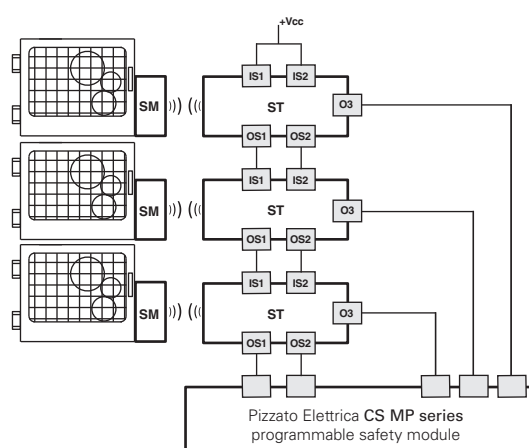 +Vcc
IS1 IS2
SM ST O3
OS1 OS2
IS1 IS2
SM ST O3
OS1 OS2
IS1 IS2
SM ST O3
OS1 OS2
Pizzato Elettrica CS MP series
programmable safety module